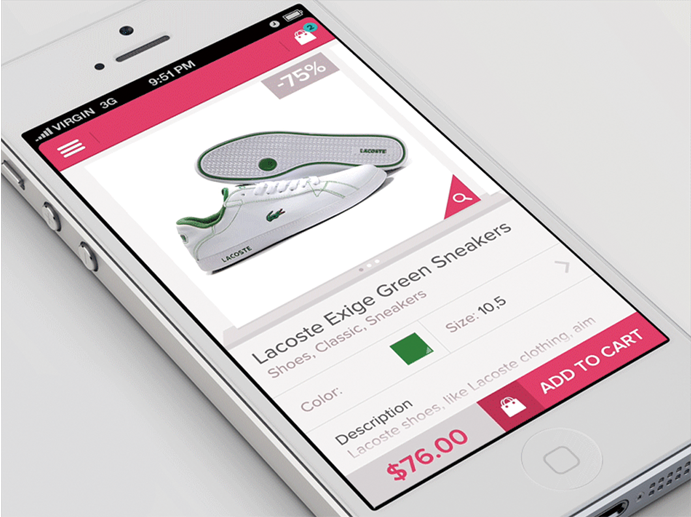 VIRGIN 3G 9:51 PM
2
-75%
LACOSTE
LACOSTE
Lacoste Exige Green Sneakers
Shoes, Classic, Sneakers
Color:
Size: 10,5
Description
Lacoste shoes, like Lacoste clothing, aim
$76.00
ADD TO CART